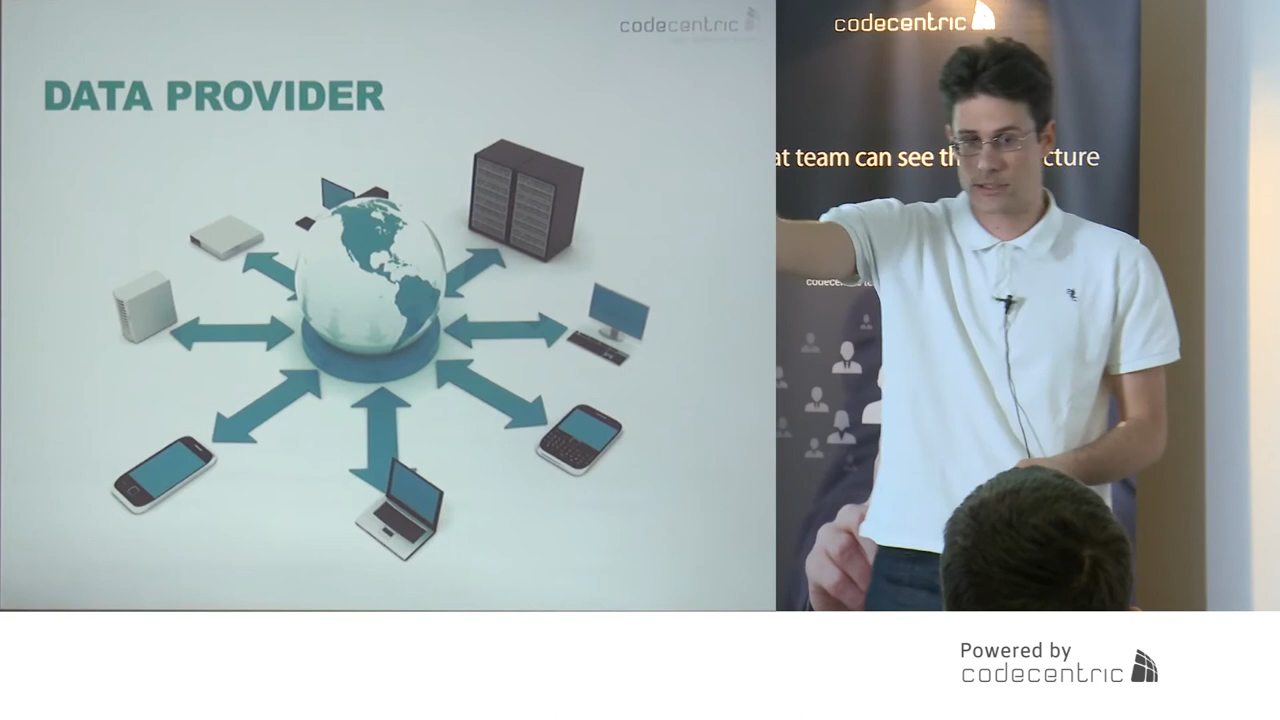 codecentric
DATA PROVIDER
codecentric
at team can see th cture
Powered by
codecentric